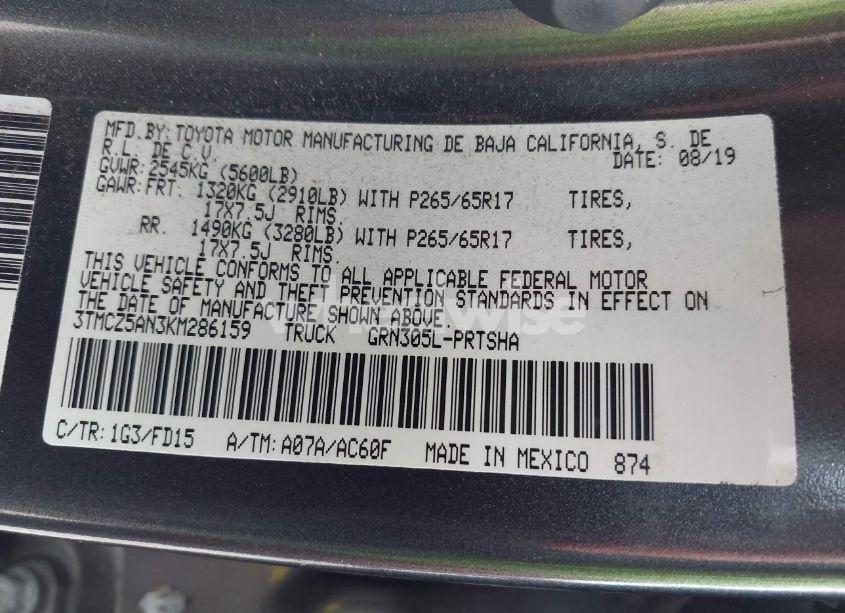 MFD.BY:TOYOTA MOTOR MANUFACTURING DE BAJA CALIFORNIA, S. DE
R.L. DE C.V. DATE: 08/19
GVWR:2545KG (5600LB)
GAWR:FRT. 1320KG (2910LB) WITH P265/65R17 TIRES,
17X7.5J RIMS.
RR. 1490KG (3280LB) WITH P265/65R17 TIRES,
17X7.5J RIMS.
THIS VEHICLE CONFORMS TO ALL APPLICABLE FEDERAL MOTOR
VEHICLE SAFETY AND THEFT PREVENTION STANDARDS IN EFFECT ON
THE DATE OF MANUFACTURE SHOWN ABOVE.
3TMCZ5AN3KM286159 TRUCK GRN305L-PRTSHA
C/TR:1G3/FD15 A/TM:A07A/AC60F MADE IN MEXICO 874